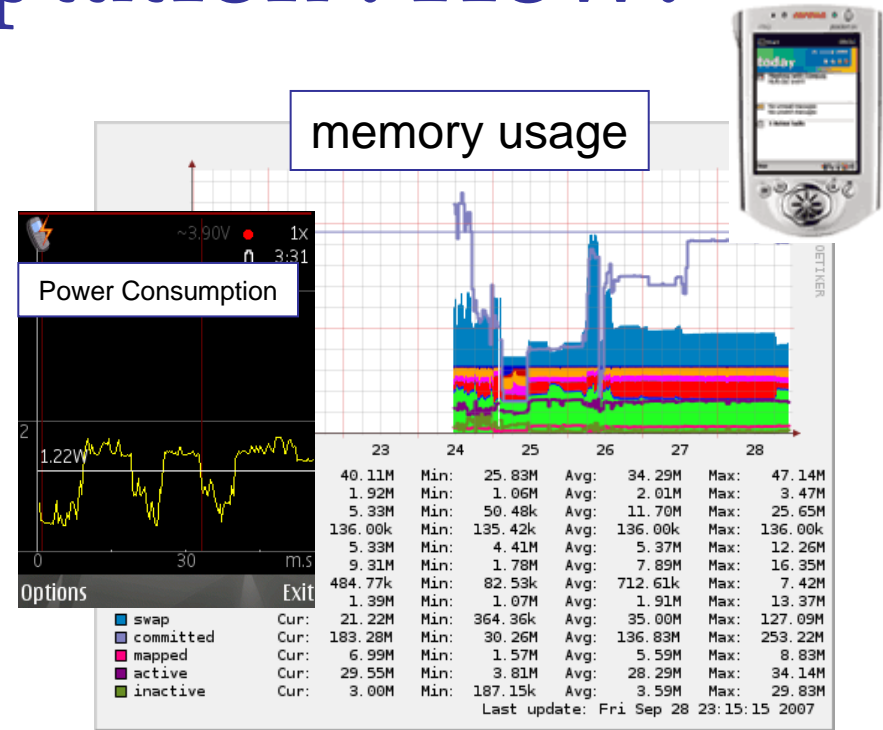 ptation: How?
today
memory usage
~3.90V 1x
3:31
Power Consumption
OETIKER
2
1.22W
0 30 m.s
Options Exit
23 24 25 26 27 28
40.11M Min: 25.83M Avg: 34.29M Max: 47.14M
1.92M Min: 1.06M Avg: 2.01M Max: 3.47M
5.33M Min: 50.48k Avg: 11.70M Max: 25.65M
136.00k Min: 135.42k Avg: 136.00k Max: 136.00k
5.33M Min: 4.41M Avg: 5.37M Max: 12.26M
9.31M Min: 1.78M Avg: 7.89M Max: 16.35M
484.77k Min: 82.53k Avg: 712.61k Max: 7.42M
1.39M Min: 1.07M Avg: 1.91M Max: 13.37M
swap Cur: 21.22M Min: 364.36k Avg: 35.00M Max: 127.09M
committed Cur: 183.28M Min: 30.26M Avg: 136.83M Max: 253.22M
mapped Cur: 6.99M Min: 1.57M Avg: 5.59M Max: 8.83M
active Cur: 29.55M Min: 3.81M Avg: 28.29M Max: 34.14M
inactive Cur: 3.00M Min: 187.15k Avg: 3.59M Max: 29.83M
Last update: Fri Sep 28 23:15:15 2007